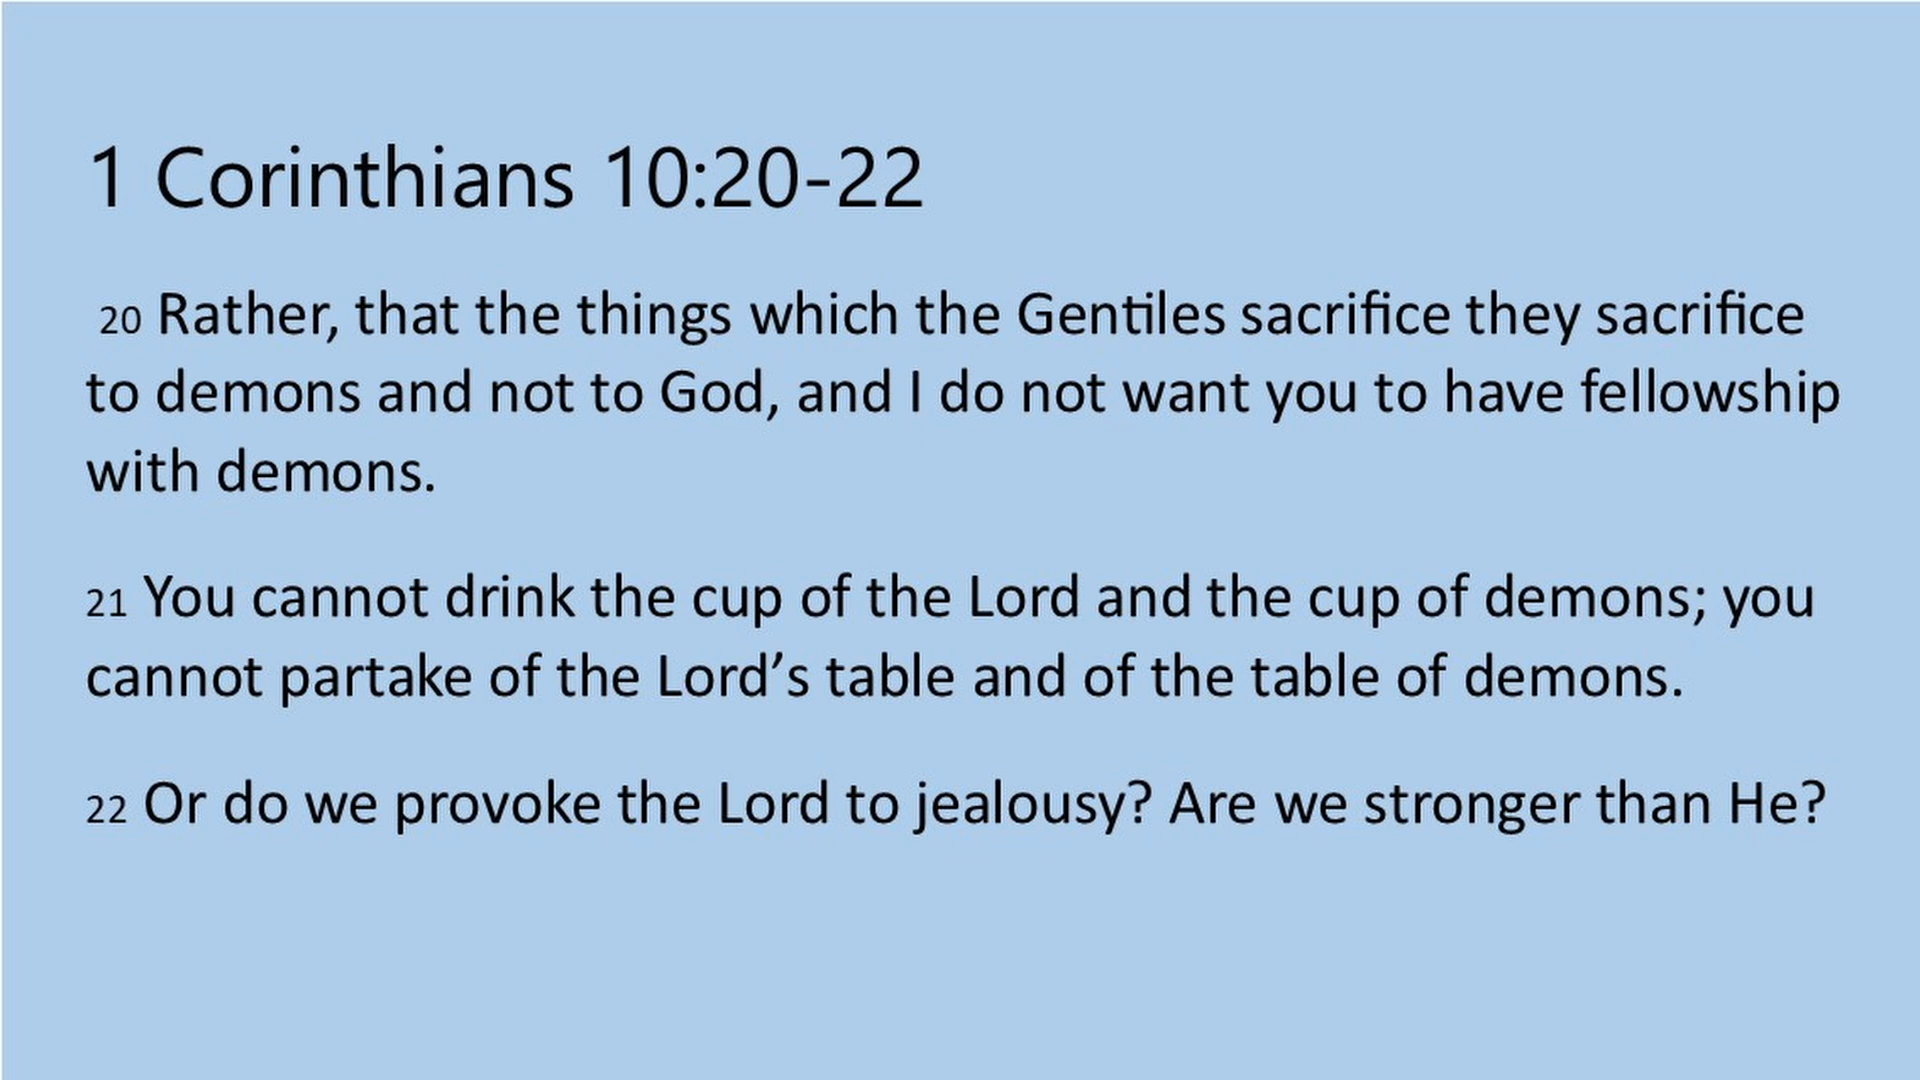 1 Corinthians 10:20-22
20 Rather, that the things which the Gentiles sacrifice they sacrifice
to demons and not to God, and I do not want you to have fellowship
with demons.
21 You cannot drink the cup of the Lord and the cup of demons; you
cannot partake of the Lord’s table and of the table of demons.
22 Or do we provoke the Lord to jealousy? Are we stronger than He?